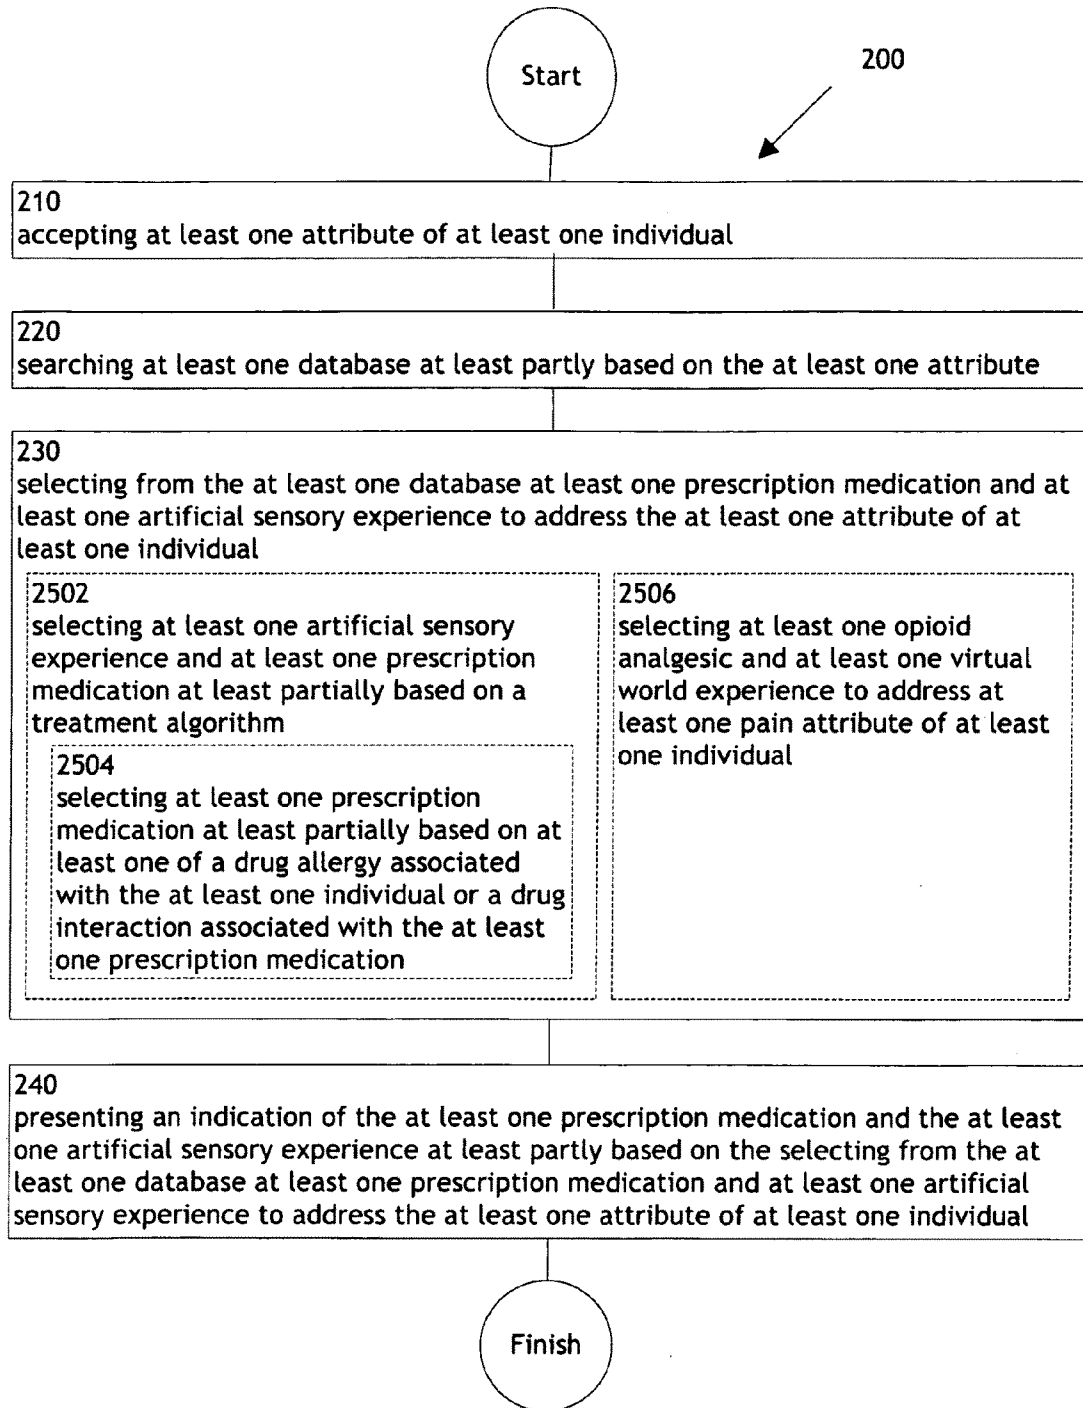 Start
200
210
accepting at least one attribute of at least one individual
220
searching at least one database at least partly based on the at least one attribute
230
selecting from the at least one database at least one prescription medication and at
least one artificial sensory experience to address the at least one attribute of at
least one individual
2502
selecting at least one artificial sensory
experience and at least one prescription
medication at least partially based on a
treatment algorithm
2504
selecting at least one prescription
medication at least partially based on at
least one of a drug allergy associated
with the at least one individual or a drug
interaction associated with the at least
one prescription medication
2506
selecting at least one opioid
analgesic and at least one virtual
world experience to address at
least one pain attribute of at least
one individual
240
presenting an indication of the at least one prescription medication and the at least
one artificial sensory experience at least partly based on the selecting from the at
least one database at least one prescription medication and at least one artificial
sensory experience to address the at least one attribute of at least one individual
Finish